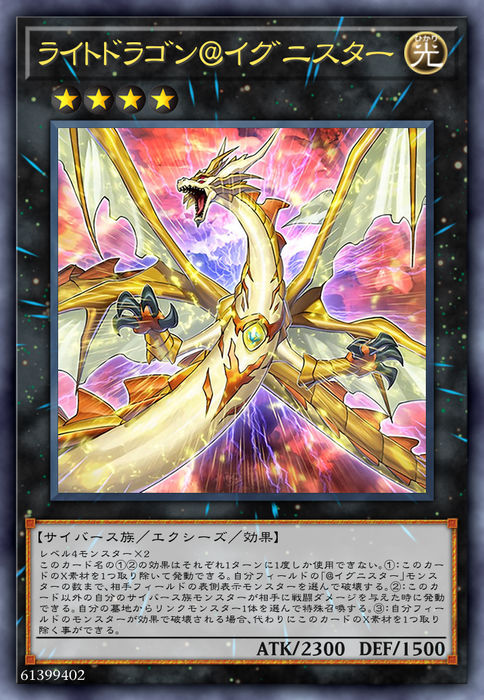 ライトドラゴン@イグニスター
ひかり
光
【サイバース族／エクシーズ／効果】
レベル4モンスター×2
このカード名の①②の効果はそれぞれ1ターンに1度しか使用できない。①：このカー
ドのX素材を1つ取り除いて発動できる。自分フィールドの「@イグニスター」モンス
ターの数まで、相手フィールドの表側表示モンスターを選んで破壊する。②：このカ
ード以外の自分のサイバース族モンスターが相手に戦闘ダメージを与えた時に発動
できる。自分の墓地からリンクモンスター1体を選んで特殊召喚する。③：自分フィー
ルドのモンスターが効果で破壊される場合、代わりにこのカードのX素材を1つ取り
除く事ができる。
ATK/2300 DEF/1500
61399402